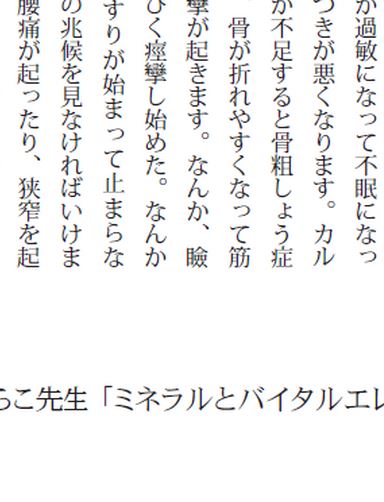 が過敏になって不眠になっ
つきが悪くなります。カル
が不足すると骨粗しょう症
、骨が折れやすくなって筋
攣が起きます。なんか、瞼
ひく痙攣し始めた。なんか
すりが始まって止まらな
の兆候を見なければいけま
腰痛が起ったり、狭窄を起
らこ先生「ミネラルとバイタルエレ